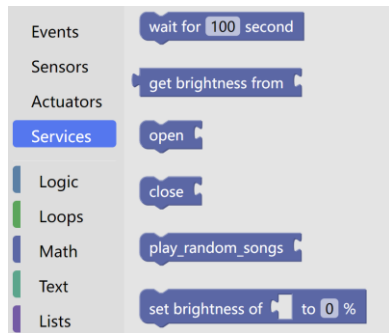 Events
Sensors
Actuators
Services
Logic
Loops
Math
Text
Lists
wait for 100 second
get brightness from
open
close
play_random_songs
set brightness of to 0 %